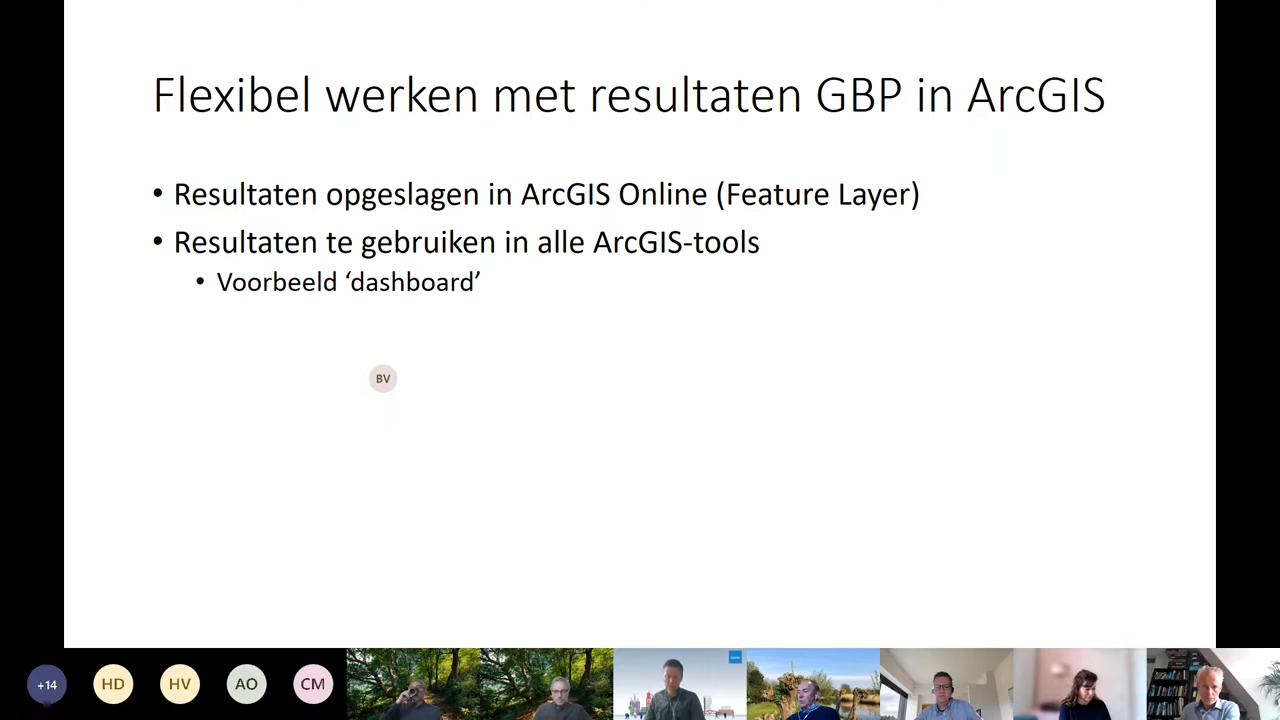 Flexibel werken met resultaten GBP in ArcGIS
• Resultaten opgeslagen in ArcGIS Online (Feature Layer)
• Resultaten te gebruiken in alle ArcGIS-tools
• Voorbeeld ‘dashboard’
BV
+14 HD HV AO CM